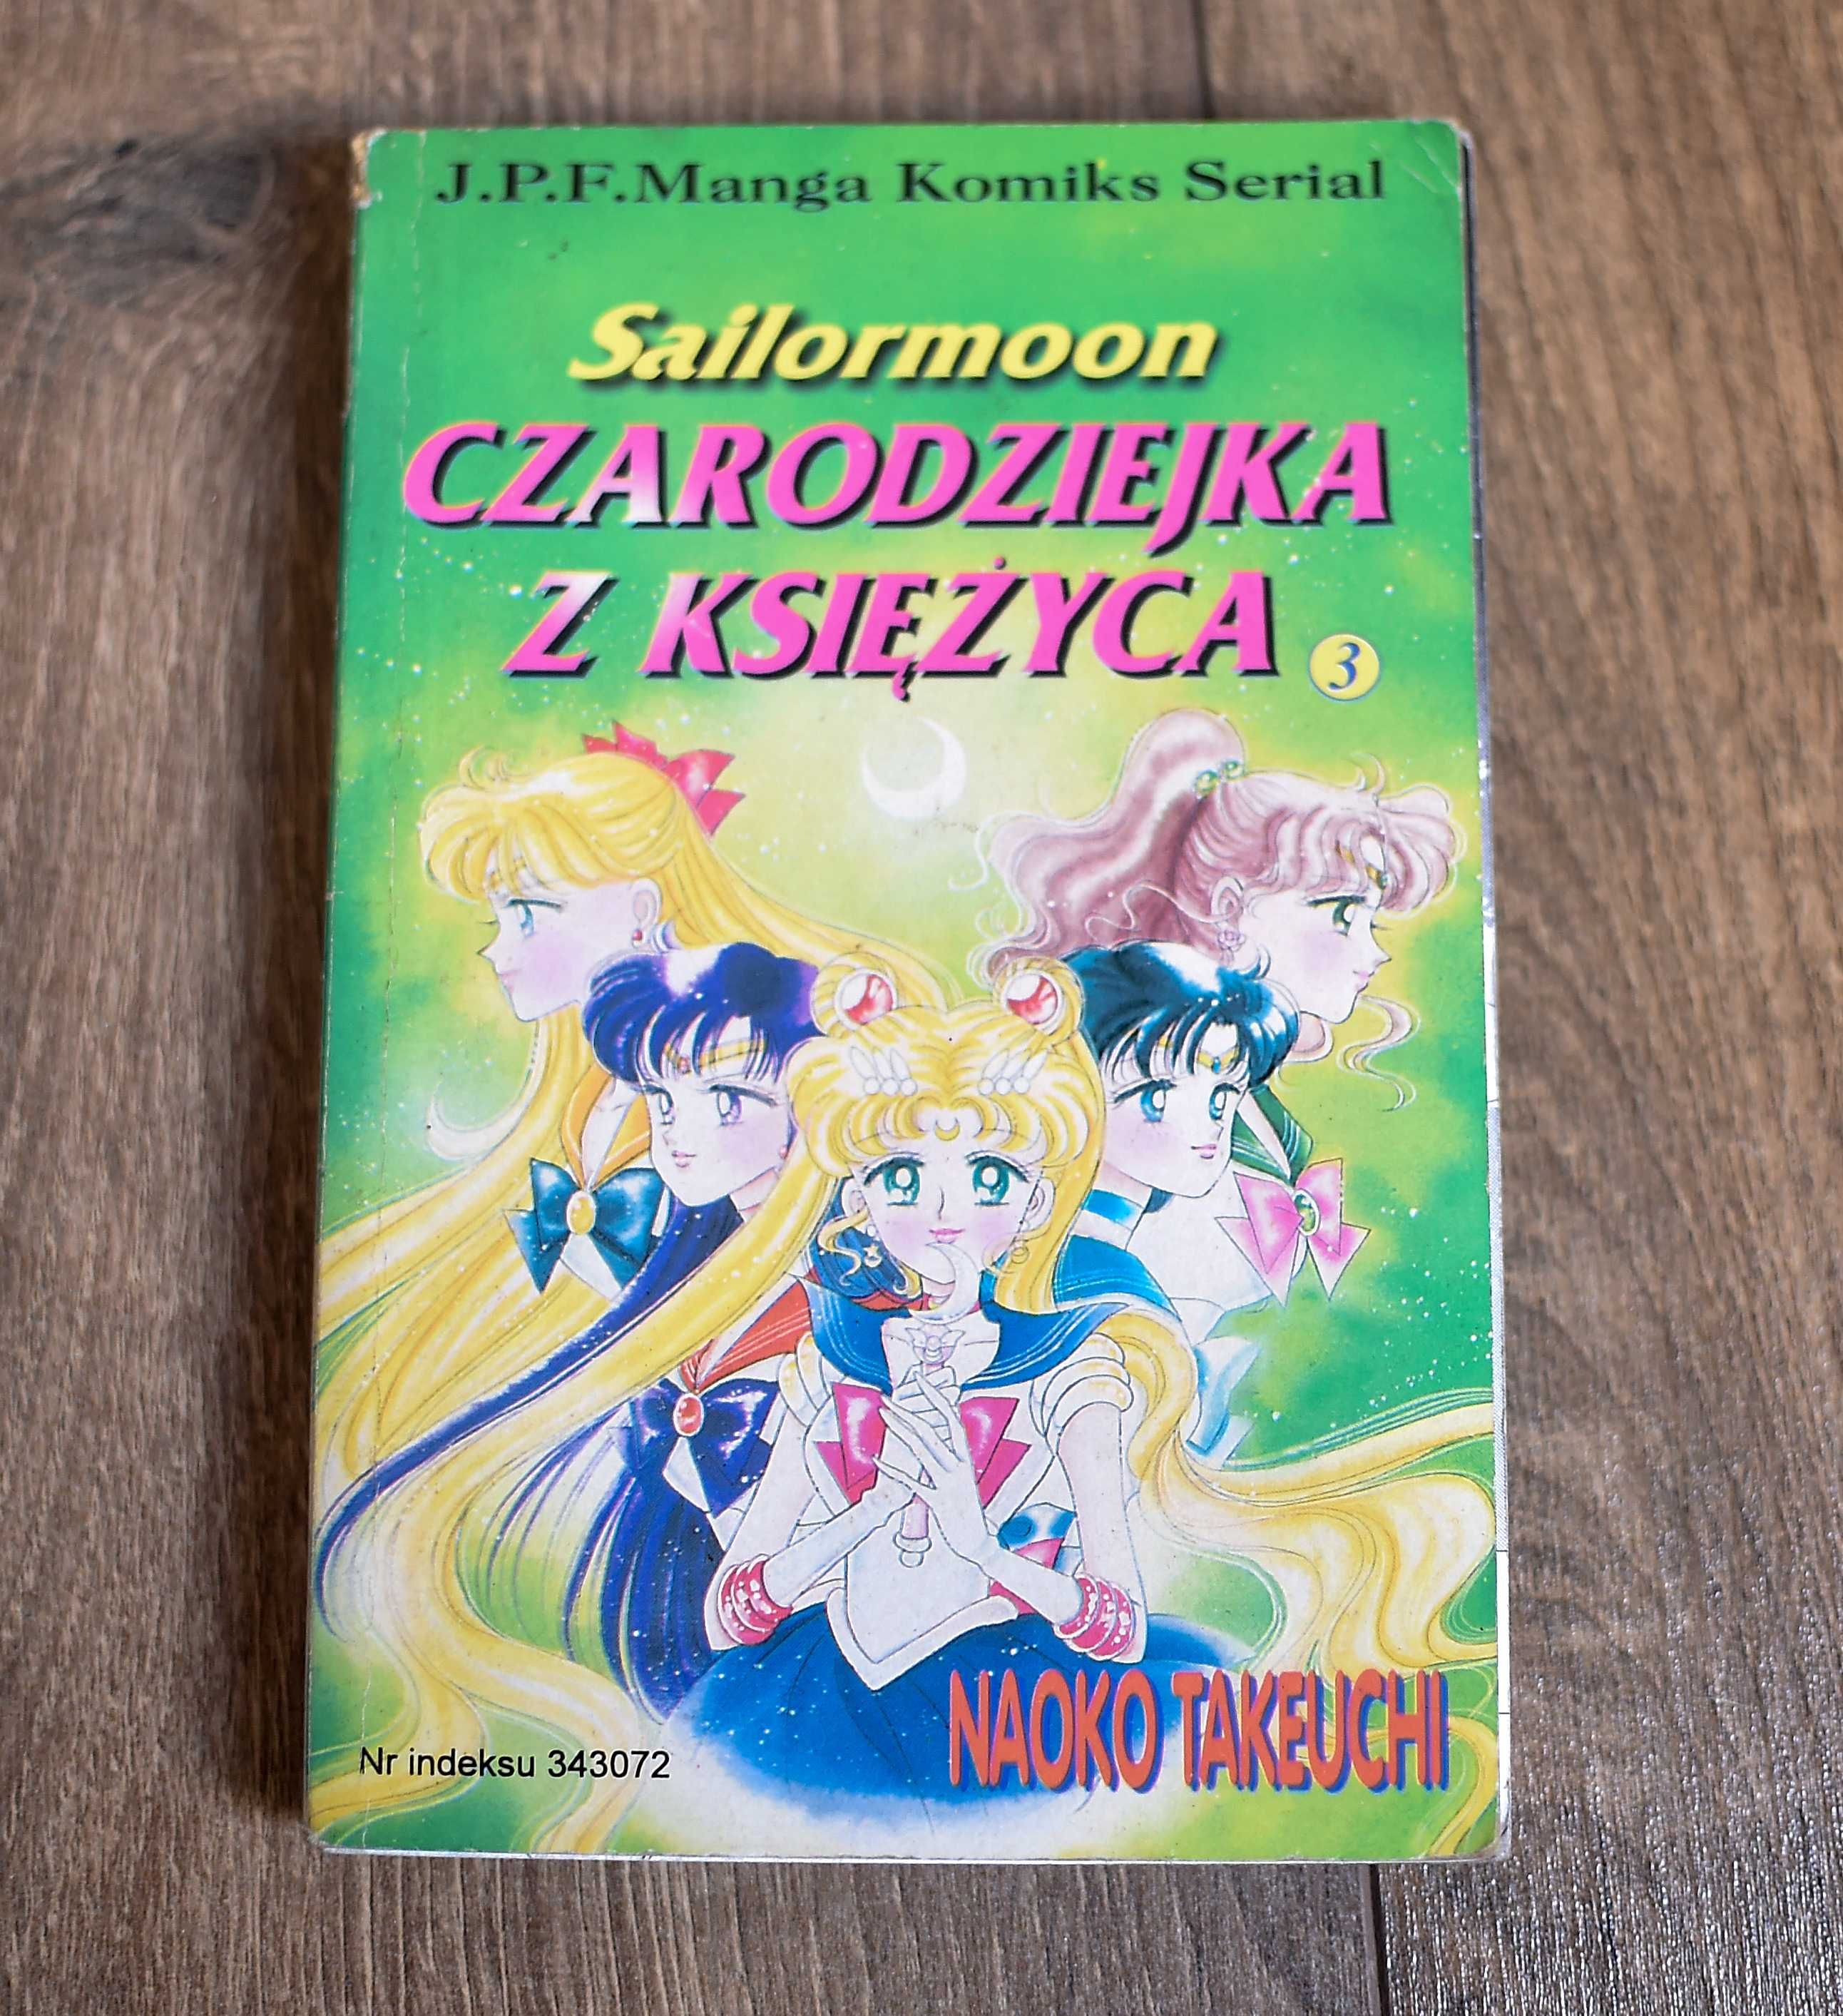 J.P.F.Manga Komiks Serial
Sailormoon
CZARODZIEJKA
Z KSIĘŻYCA
3
NAOKO TAKEUCHI
Nr indeksu 343072